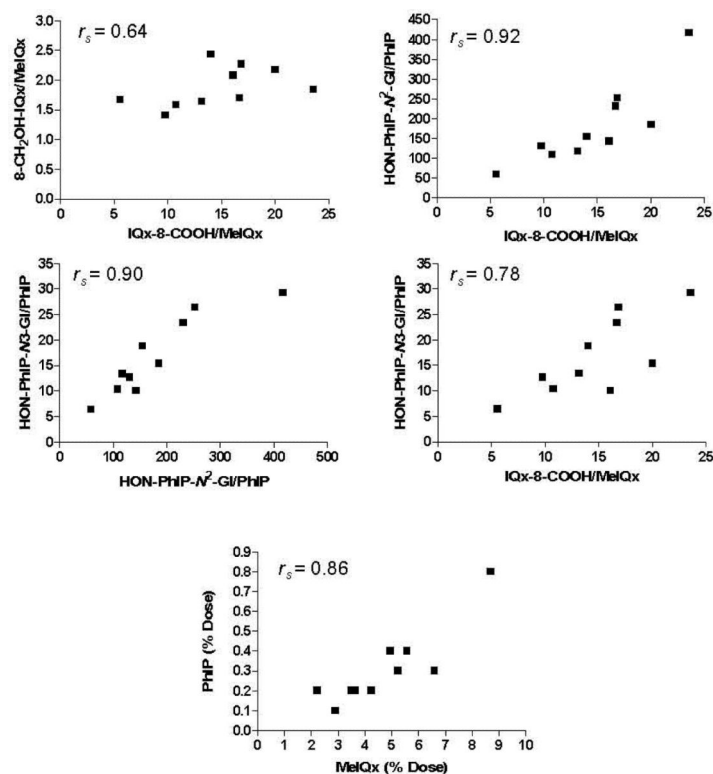 rs = 0.64
3.0
2.5
2.0
1.5
1.0
0.5
0.0
8-CH2OH-IQx/MeIQx
0 5 10 15 20 25
IQx-8-COOH/MeIQx
rs = 0.92
450
400
350
300
250
200
150
100
50
0
HON-PhIP-N2-Gl/PhIP
0 5 10 15 20 25
IQx-8-COOH/MeIQx
rs = 0.90
35
30
25
20
15
10
5
0
HON-PhIP-N3-Gl/PhIP
0 100 200 300 400 500
HON-PhIP-N2-Gl/PhIP
rs = 0.78
35
30
25
20
15
10
5
0
HON-PhIP-N3-Gl/PhIP
0 5 10 15 20 25
IQx-8-COOH/MeIQx
rs = 0.86
0.9
0.8
0.7
0.6
0.5
0.4
0.3
0.2
0.1
0.0
PhIP (% Dose)
0 1 2 3 4 5 6 7 8 9 10
MeIQx (% Dose)